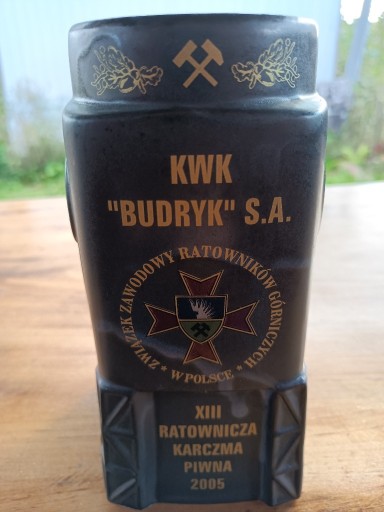 KWK
"BUDRYK" S.A.
ZWIĄZEK ZAWODOWY RATOWNIKÓW GÓRNICZYCH
* W POLSCE *
XIII
RATOWNICZA
KARCZMA
PIWNA
2005